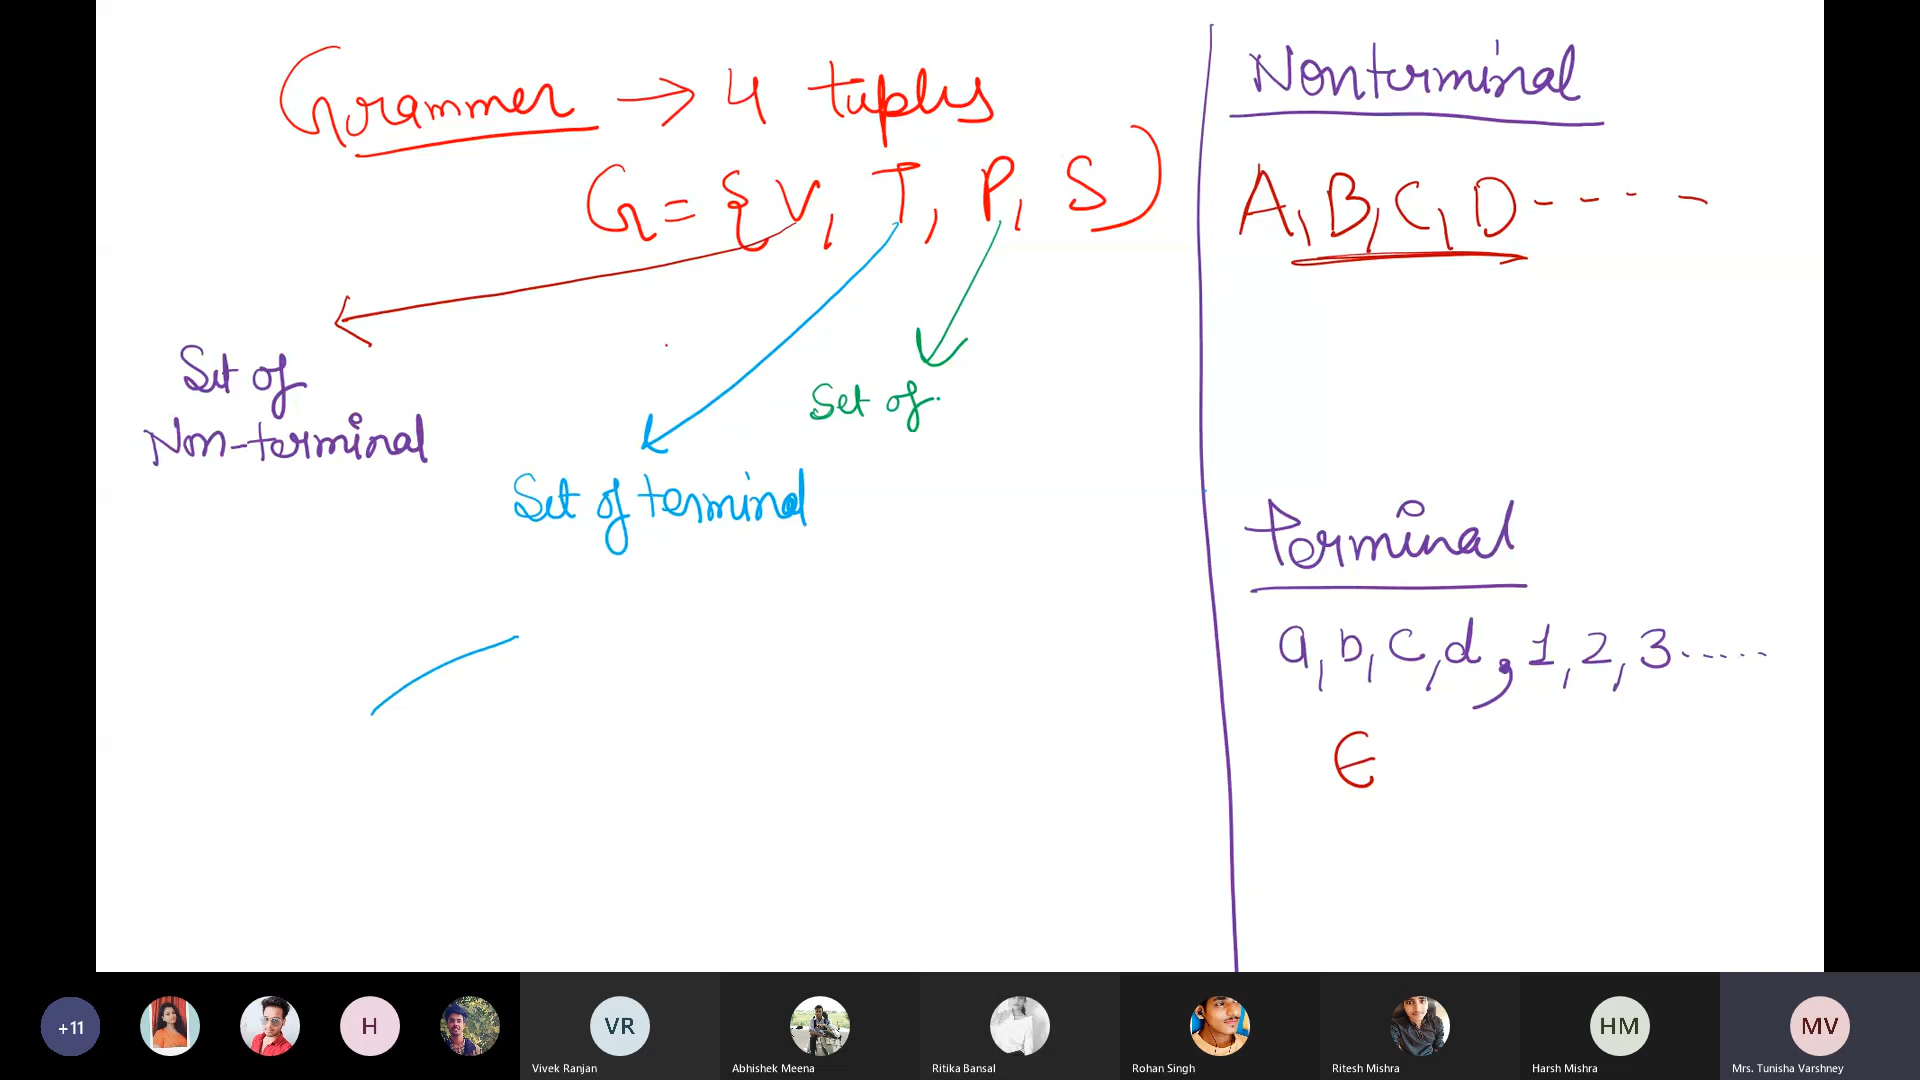 Grammer → 4 tuples
G = {V, T, P, S)
Set of
Non-terminal
Set of terminal
Set of
Nonterminal
A, B, C, D - - - - -
terminal
a, b, c, d, 1, 2, 3 .....
ϵ
+11
H
VR
HM
MV
Vivek Ranjan
Abhishek Meena
Ritika Bansal
Rohan Singh
Ritesh Mishra
Harsh Mishra
Mrs. Tunisha Varshney